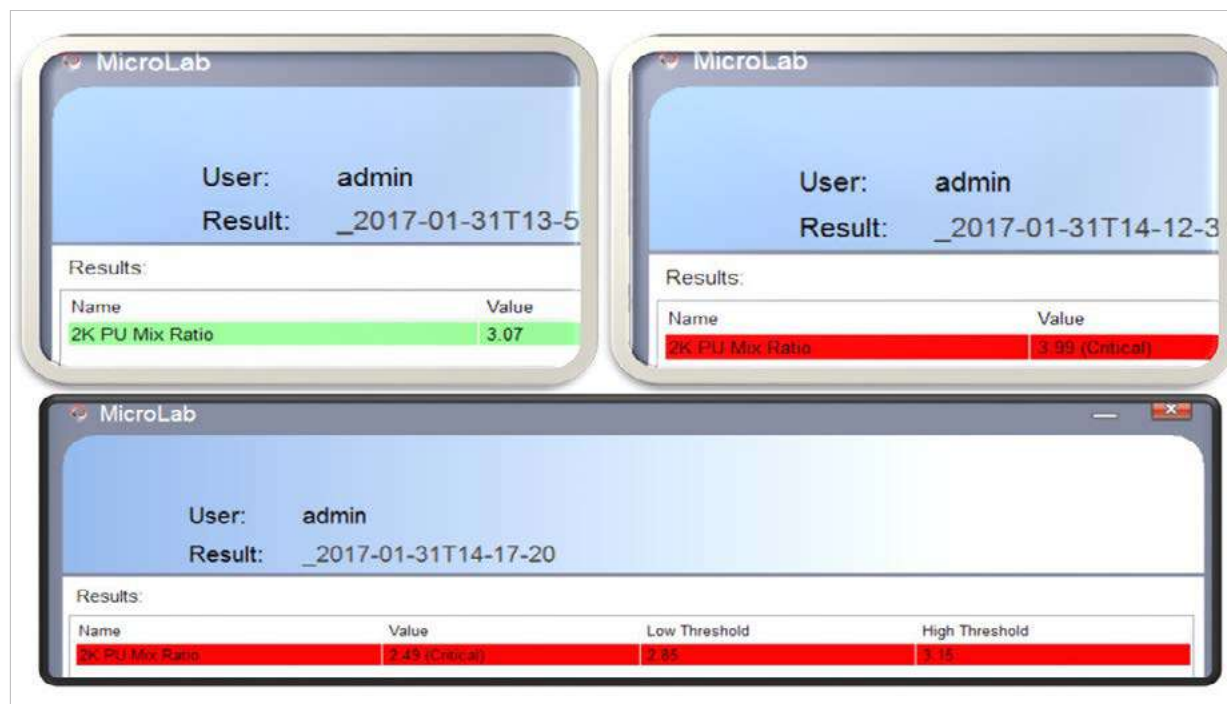 MicroLab
User: admin
Result: _2017-01-31T13-5
Results:
Name Value
2K PU Mix Ratio 3.07
MicroLab
User: admin
Result: _2017-01-31T14-12-3
Results:
Name Value
2K PU Mix Ratio 3.99 (Critical)
MicroLab
User: admin
Result: _2017-01-31T14-17-20
Results:
Name Value Low Threshold High Threshold
2K PU Mix Ratio 2.49 (Critical) 2.85 3.15